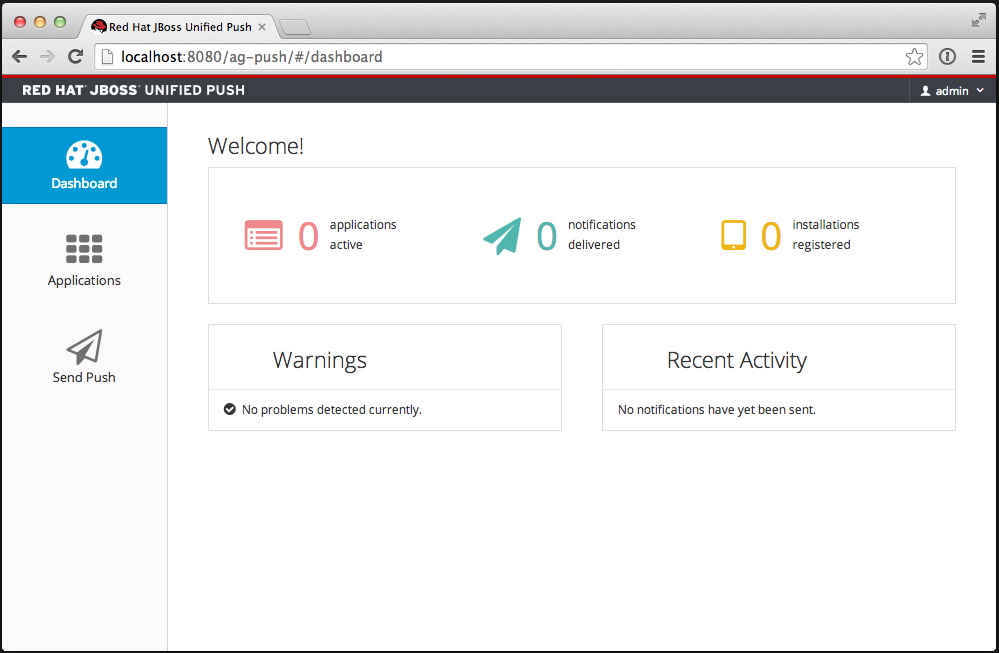 Red Hat JBoss Unified Push
localhost:8080/ag-push/#/dashboard
RED HAT JBOSS UNIFIED PUSH
admin
Dashboard
Applications
Send Push
Welcome!
0 applications active
0 notifications delivered
0 installations registered
Warnings
No problems detected currently.
Recent Activity
No notifications have yet been sent.